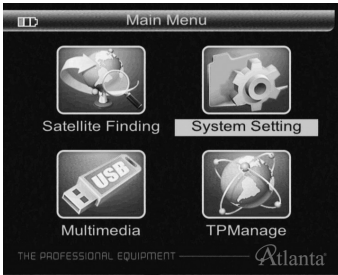 Main Menu
Satellite Finding
System Setting
USB
Multimedia
TPManage
THE PROFESSIONAL EQUIPMENT
Atlanta